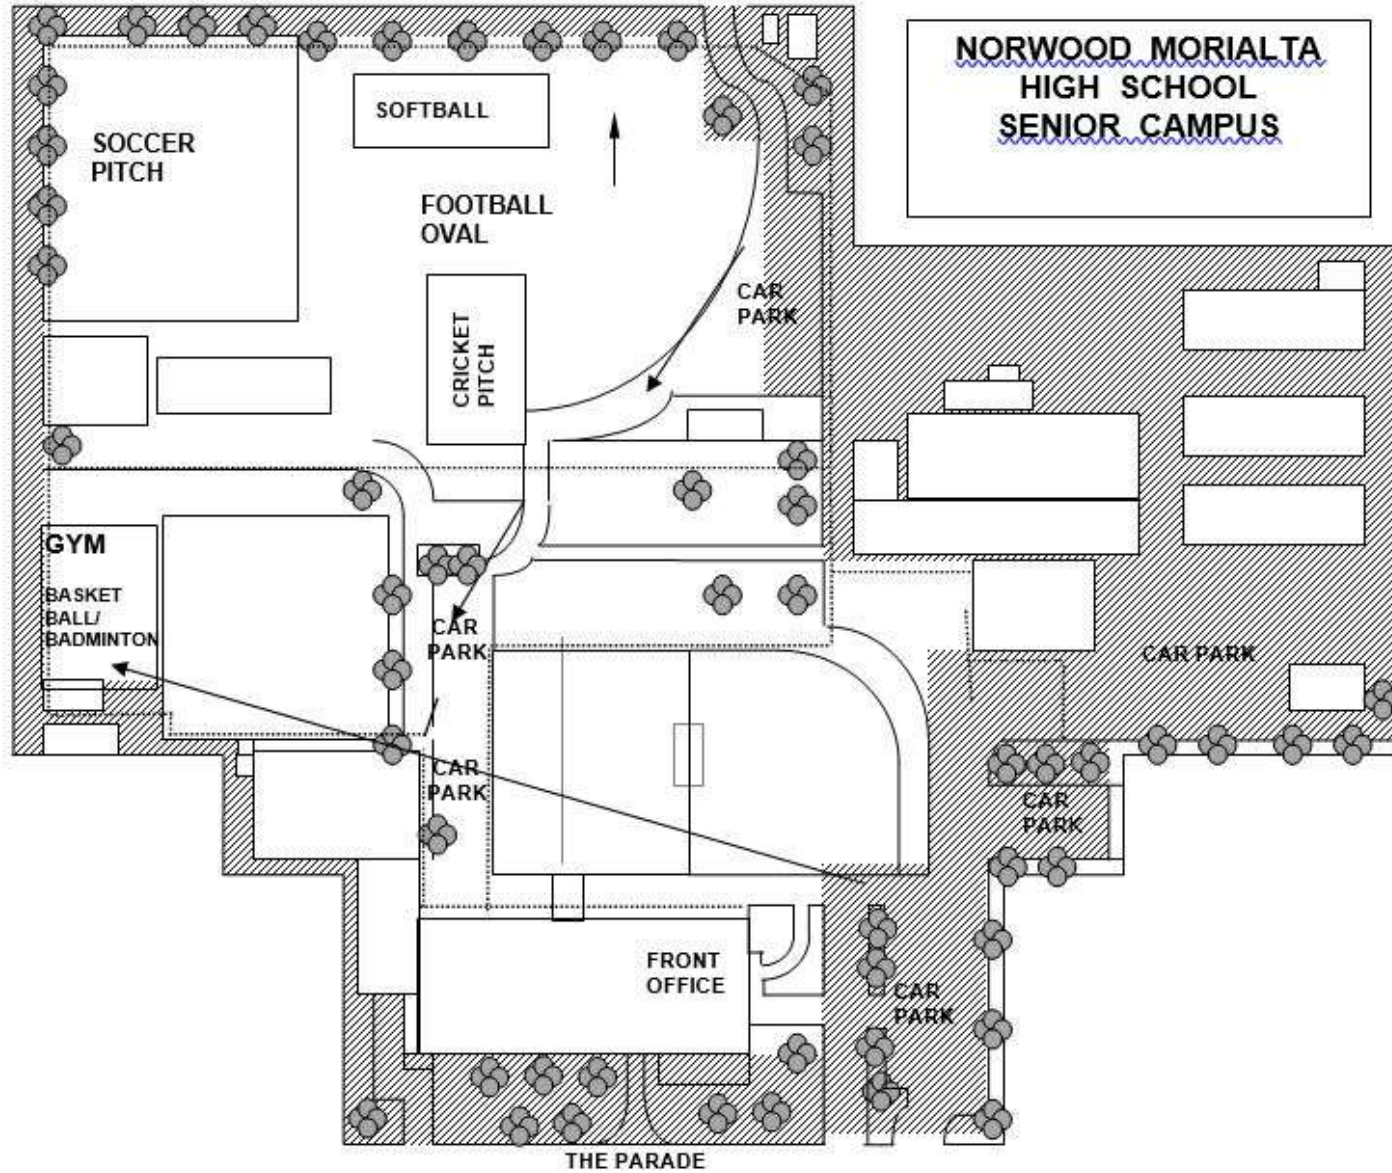 NORWOOD MORIALTA
HIGH SCHOOL
SENIOR CAMPUS
SOFTBALL
SOCCER
PITCH
FOOTBALL
OVAL
CAR
PARK
CRICKET
PITCH
GYM
BASKET
BALL/
BADMINTON
CAR
PARK
CAR PARK
CAR
PARK
CAR
PARK
FRONT
OFFICE
CAR
PARK
THE PARADE